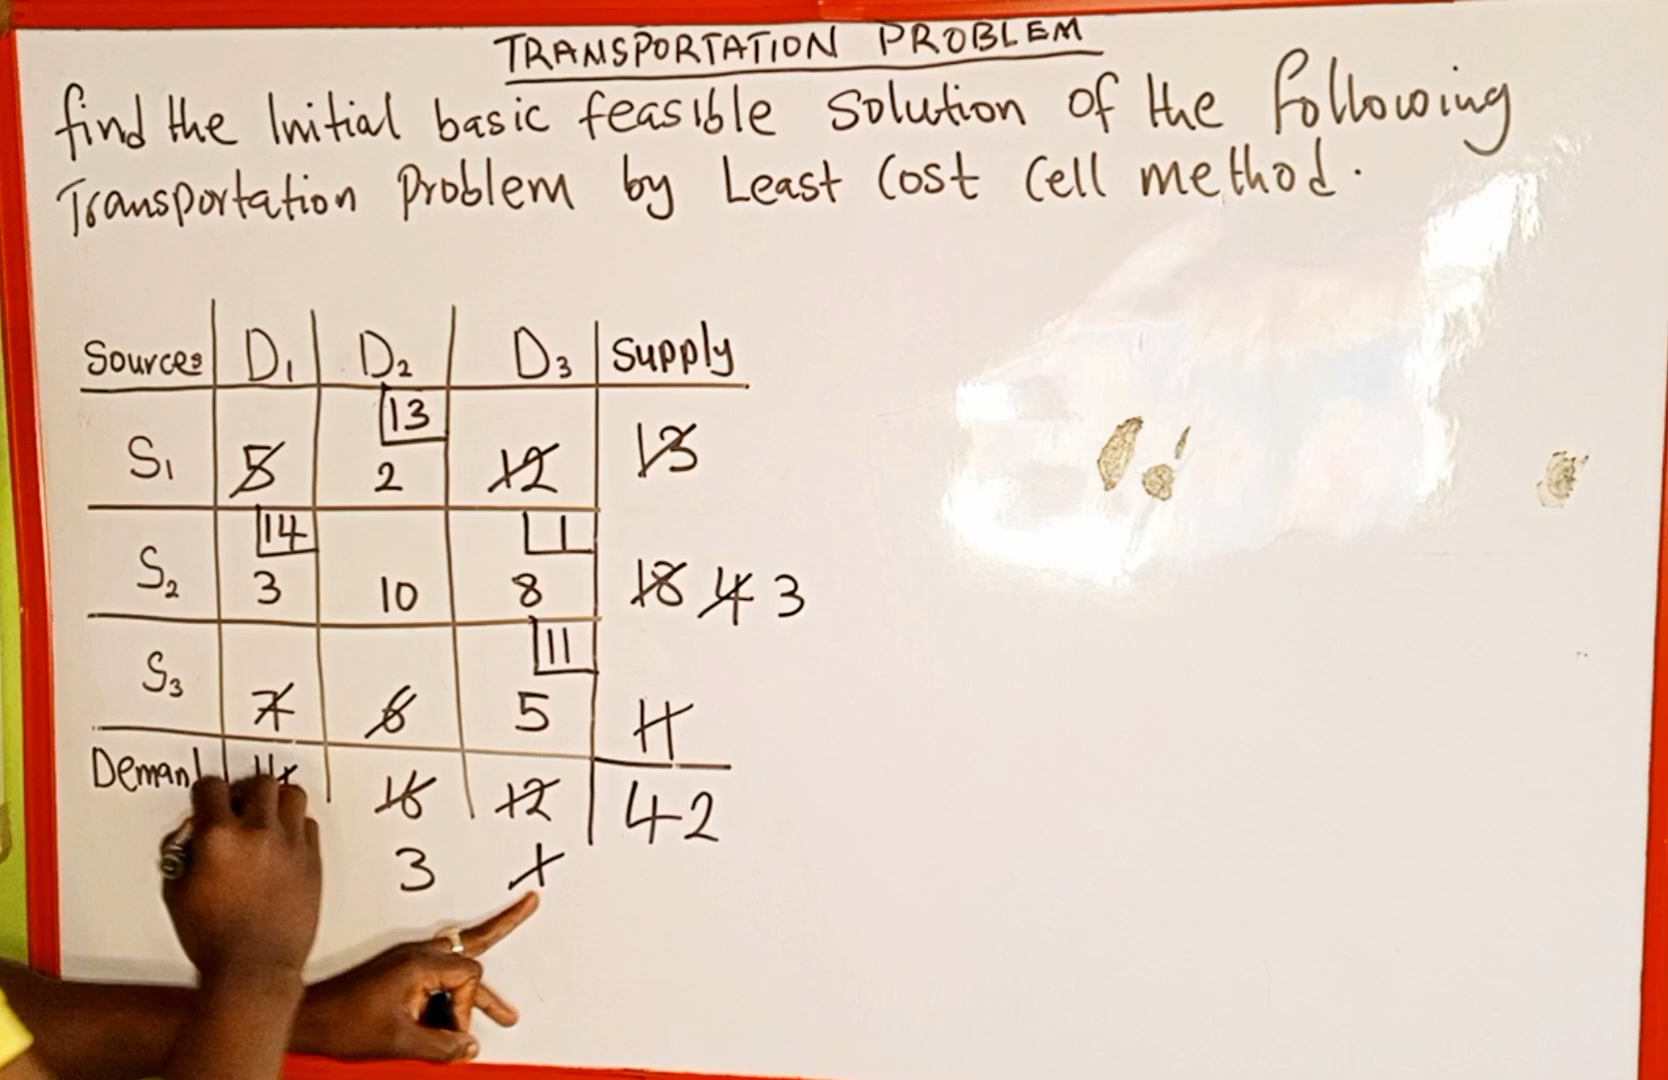 TRANSPORTATION PROBLEM
find the Initial basic feasible Solution of the following
Transportation Problem by Least Cost Cell method.
Sources D1 D2 D3 Supply
13
S1 5 2 12 13
14 1
S2 3 10 8 18 4 3
11
S3 7 6 5 11
Demand 16 12 42
3 1